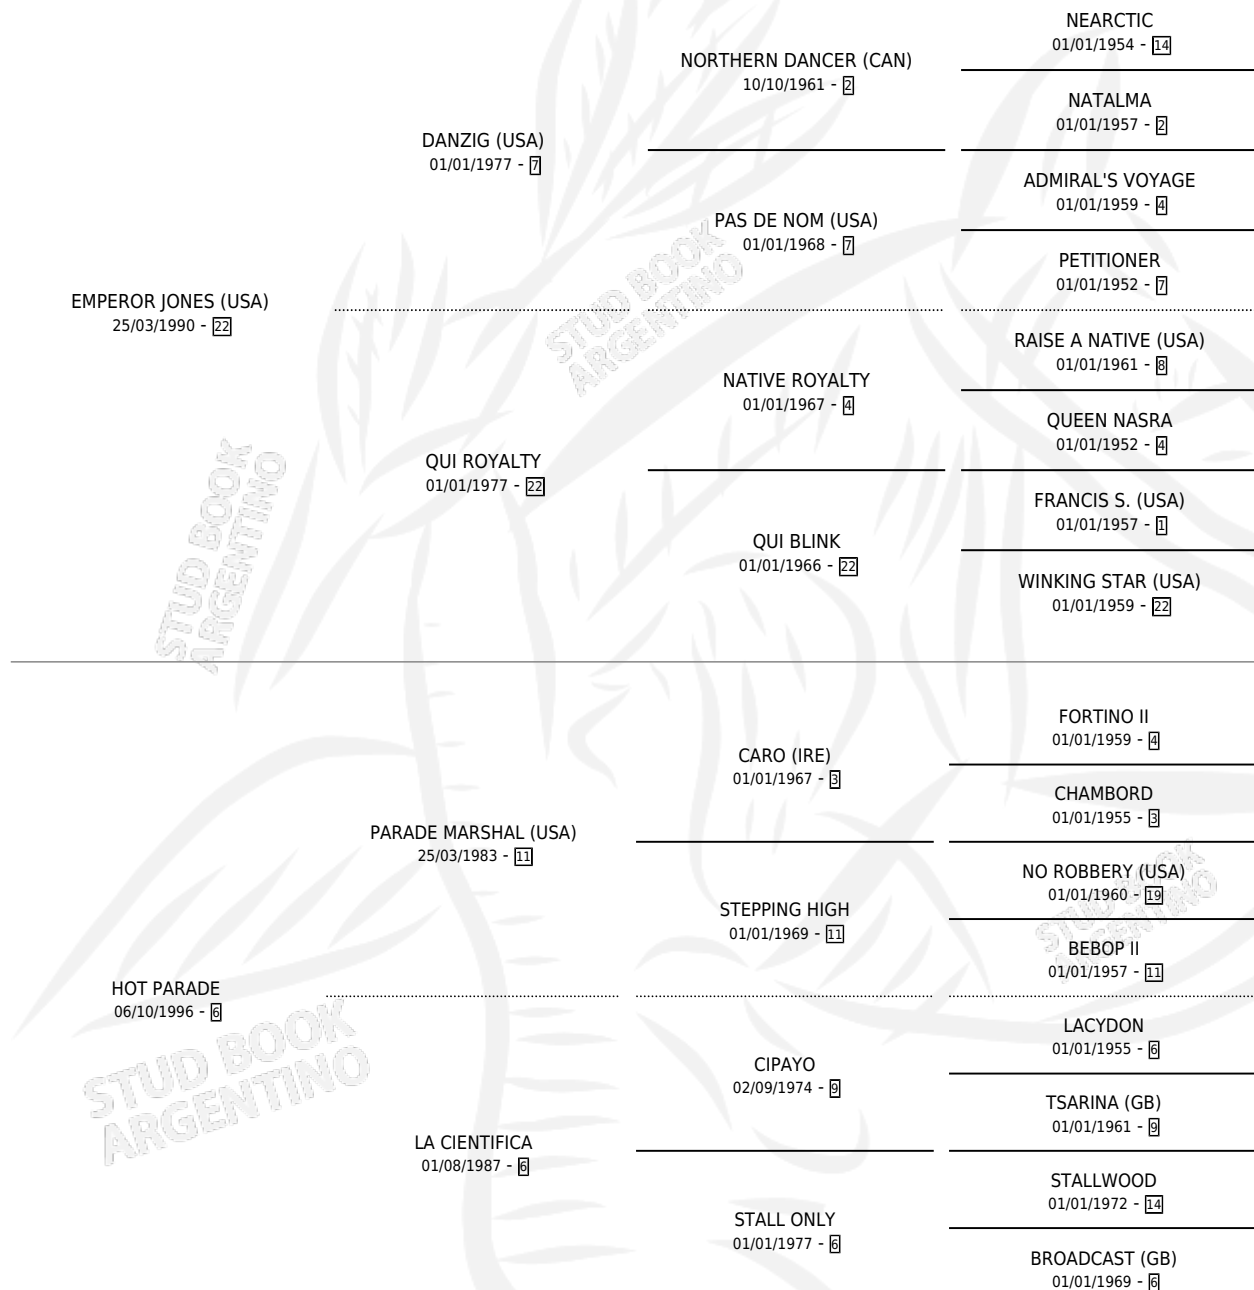 NEARCTIC
01/01/1954 - 14
NORTHERN DANCER (CAN)
10/10/1961 - 2
NATALMA
01/01/1957 - 2
DANZIG (USA)
01/01/1977 - 7
ADMIRAL'S VOYAGE
01/01/1959 - 4
PAS DE NOM (USA)
01/01/1968 - 7
PETITIONER
01/01/1952 - 7
EMPEROR JONES (USA)
25/03/1990 - 22
RAISE A NATIVE (USA)
01/01/1961 - 8
NATIVE ROYALTY
01/01/1967 - 4
QUEEN NASRA
01/01/1952 - 4
QUI ROYALTY
01/01/1977 - 22
FRANCIS S. (USA)
01/01/1957 - 1
QUI BLINK
01/01/1966 - 22
WINKING STAR (USA)
01/01/1959 - 22
FORTINO II
01/01/1959 - 4
CARO (IRE)
01/01/1967 - 3
CHAMBORD
01/01/1955 - 3
PARADE MARSHAL (USA)
25/03/1983 - 11
NO ROBBERY (USA)
01/01/1960 - 19
STEPPING HIGH
01/01/1969 - 11
BEBOP II
01/01/1957 - 11
HOT PARADE
06/10/1996 - 6
LACYDON
01/01/1955 - 6
CIPAYO
02/09/1974 - 9
TSARINA (GB)
01/01/1961 - 9
LA CIENTIFICA
01/08/1987 - 6
STALLWOOD
01/01/1972 - 14
STALL ONLY
01/01/1977 - 6
BROADCAST (GB)
01/01/1969 - 6
STUD BOOK
ARGENTINO
STUD BOOK
ARGENTINO
STUD BOOK
ARGENTINO
STUD BOOK
ARGENTINO